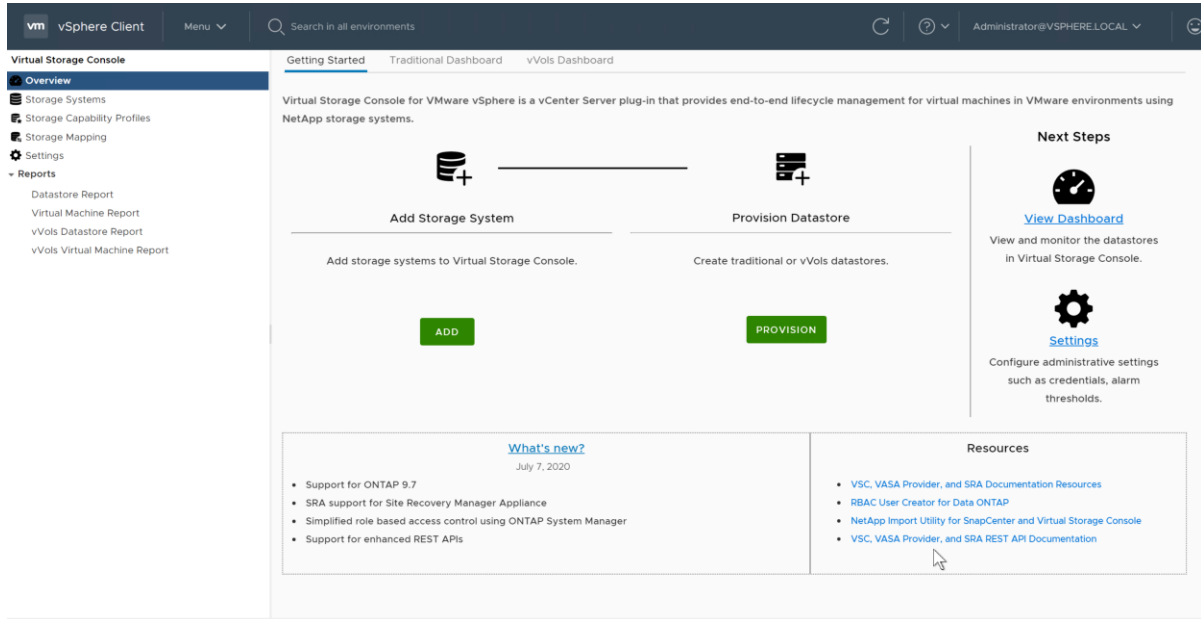 vm vSphere Client Menu Search in all environments Administrator@VSPHERE.LOCAL
Virtual Storage Console
Overview
Storage Systems
Storage Capability Profiles
Storage Mapping
Settings
Reports
Datastore Report
Virtual Machine Report
vVols Datastore Report
vVols Virtual Machine Report
Getting Started Traditional Dashboard vVols Dashboard
Virtual Storage Console for VMware vSphere is a vCenter Server plug-in that provides end-to-end lifecycle management for virtual machines in VMware environments using
NetApp storage systems.
Add Storage System
Add storage systems to Virtual Storage Console.
ADD
Provision Datastore
Create traditional or vVols datastores.
PROVISION
Next Steps
View Dashboard
View and monitor the datastores
in Virtual Storage Console.
Settings
Configure administrative settings
such as credentials, alarm
thresholds.
What's new?
July 7, 2020
• Support for ONTAP 9.7
• SRA support for Site Recovery Manager Appliance
• Simplified role based access control using ONTAP System Manager
• Support for enhanced REST APIs
Resources
• VSC, VASA Provider, and SRA Documentation Resources
• RBAC User Creator for Data ONTAP
• NetApp Import Utility for SnapCenter and Virtual Storage Console
• VSC, VASA Provider, and SRA REST API Documentation